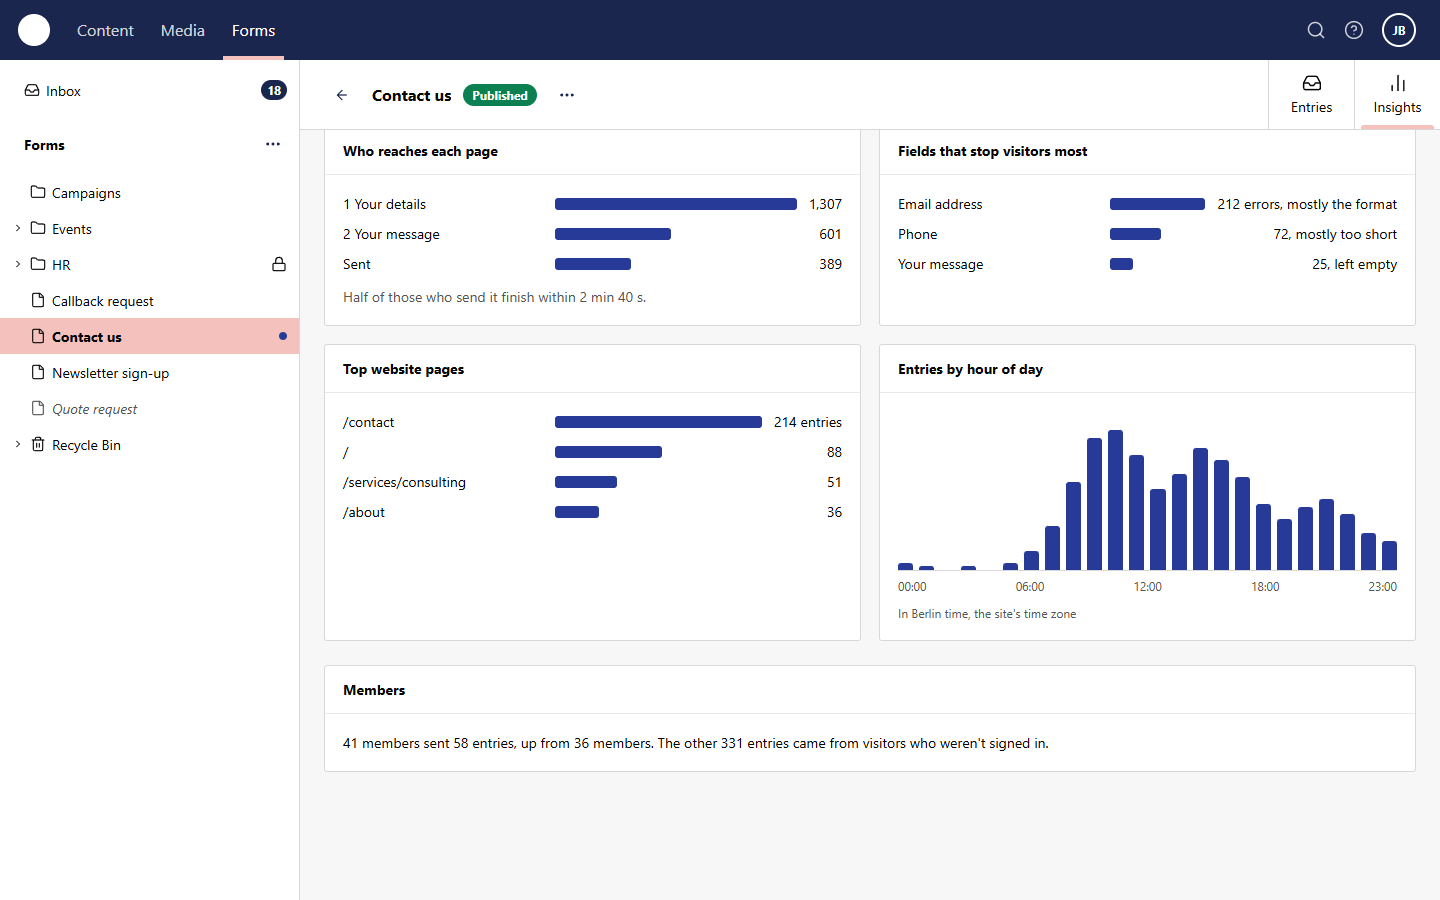 Content
Media
Forms
JB
Inbox
18
Forms
Campaigns
Events
HR
Callback request
Contact us
Newsletter sign-up
Quote request
Recycle Bin
Contact us
Published
Entries
Insights
Who reaches each page
1 Your details
1,307
2 Your message
601
Sent
389
Half of those who send it finish within 2 min 40 s.
Fields that stop visitors most
Email address
212 errors, mostly the format
Phone
72, mostly too short
Your message
25, left empty
Top website pages
/contact
214 entries
/
88
/services/consulting
51
/about
36
Entries by hour of day
00:00
06:00
12:00
18:00
23:00
In Berlin time, the site's time zone
Members
41 members sent 58 entries, up from 36 members. The other 331 entries came from visitors who weren't signed in.